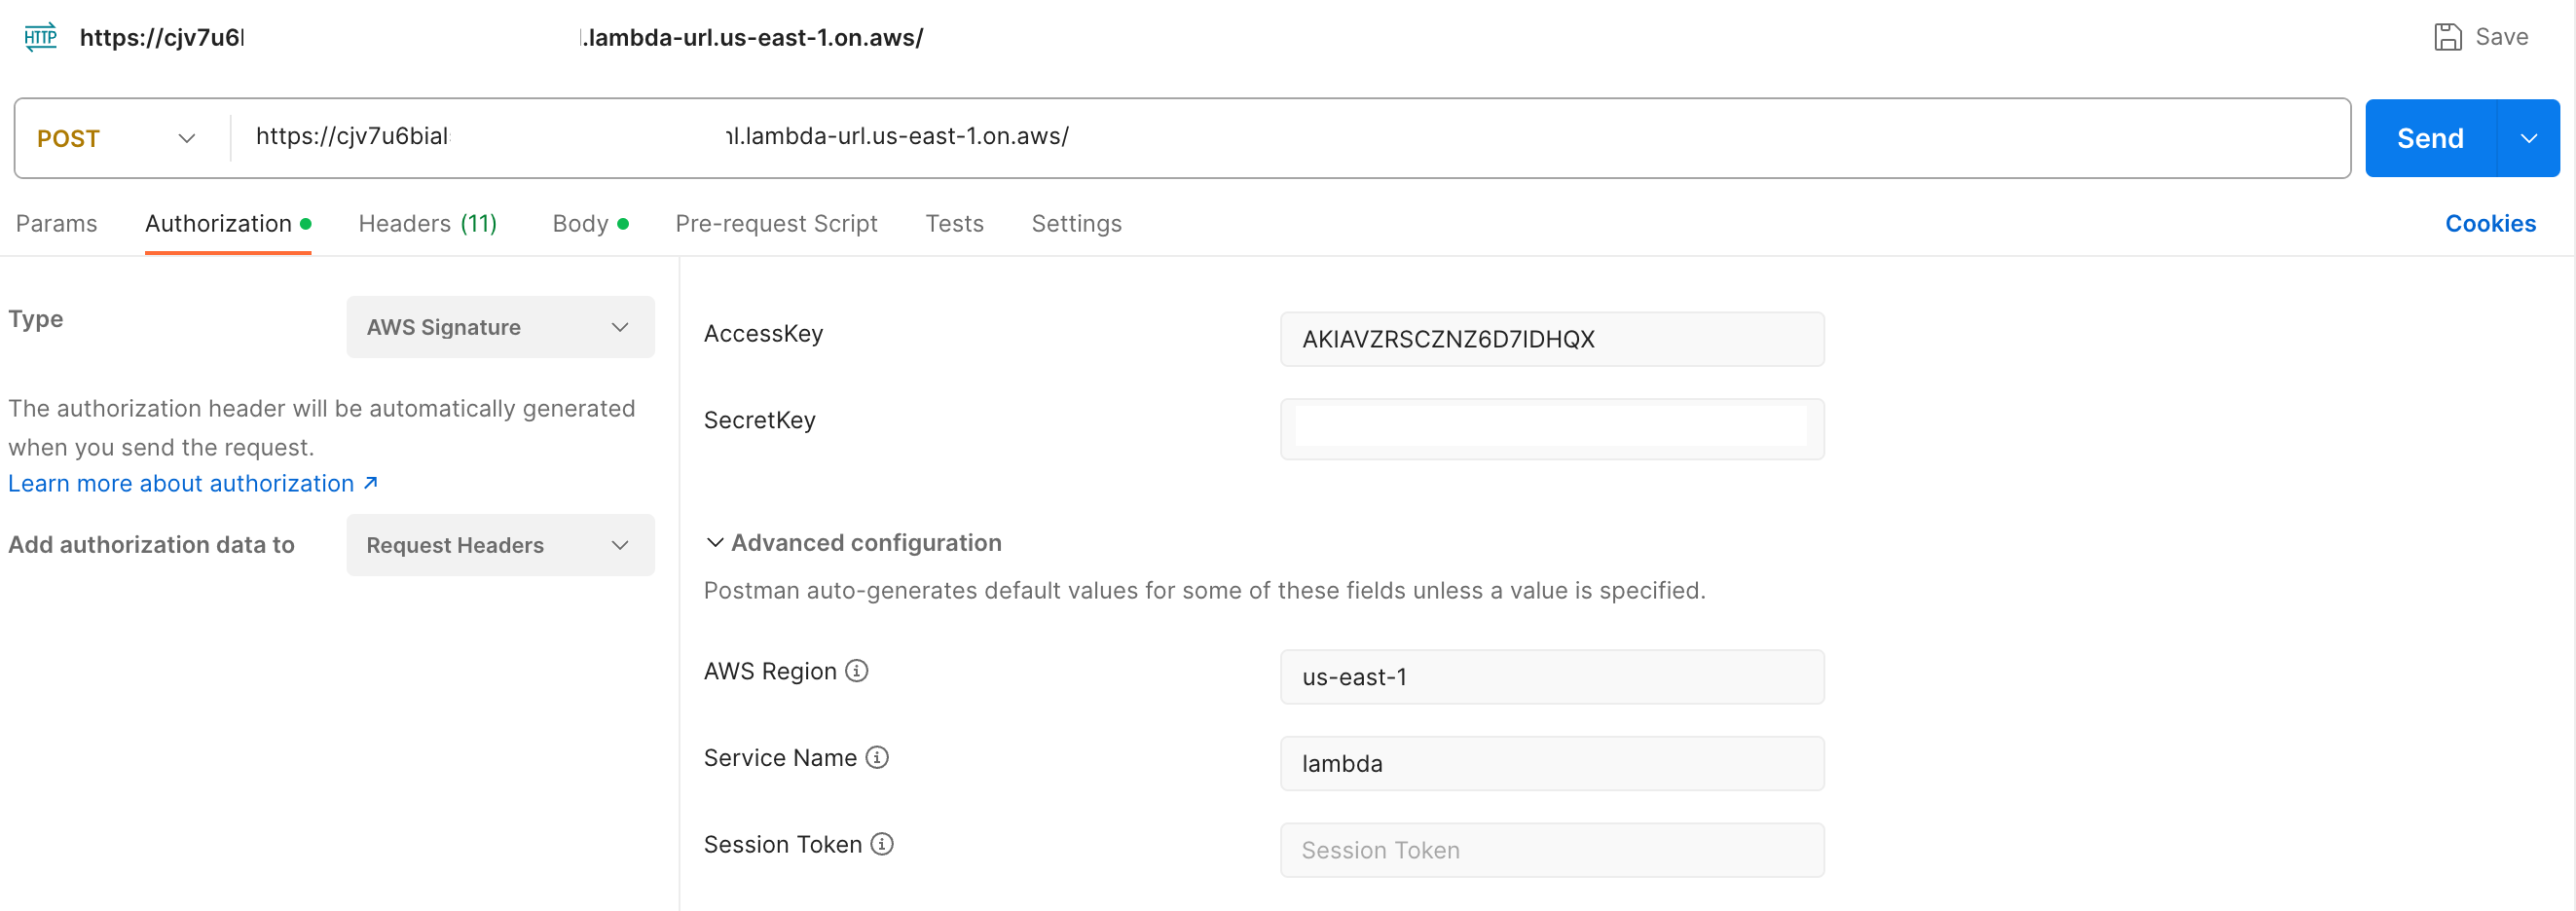 HTTP https://cjv7u6 .lambda-url.us-east-1.on.aws/ Save
POST https://cjv7u6bial l.lambda-url.us-east-1.on.aws/ Send
Params Authorization Headers (11) Body Pre-request Script Tests Settings Cookies
Type AWS Signature
The authorization header will be automatically generated
when you send the request.
Learn more about authorization ↗
Add authorization data to Request Headers
AccessKey AKIAVZRSCZNZ6D7IDHQX
SecretKey
Advanced configuration
Postman auto-generates default values for some of these fields unless a value is specified.
AWS Region us-east-1
Service Name lambda
Session Token Session Token